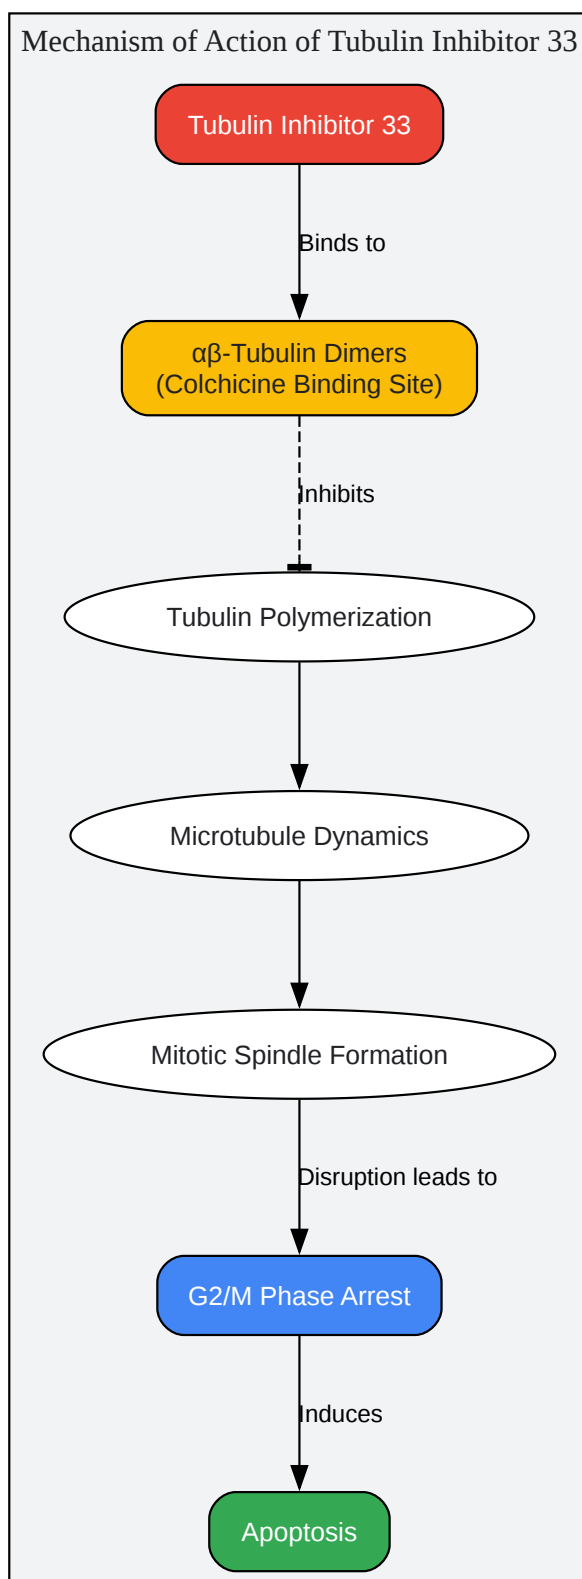 Mechanism of Action of Tubulin Inhibitor 33
Tubulin Inhibitor 33
Binds to
αβ-Tubulin Dimers
(Colchicine Binding Site)
Inhibits
Tubulin Polymerization
Microtubule Dynamics
Mitotic Spindle Formation
Disruption leads to
G2/M Phase Arrest
Induces
Apoptosis